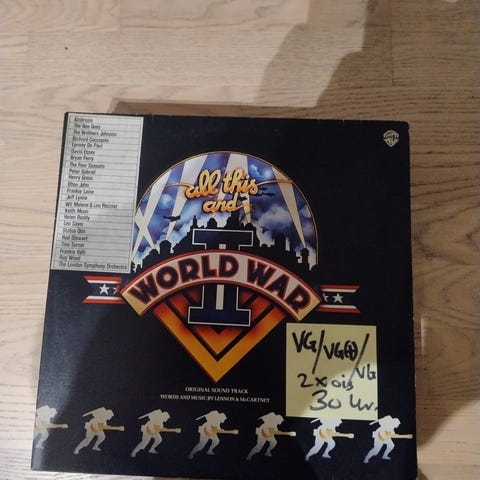 Ambrosia
The Bee Gees
The Brothers Johnson
Richard Cocciante
Lynsey De Paul
David Essex
Bryan Ferry
The Four Seasons
Peter Gabriel
Henry Gross
Elton John
Frankie Laine
Jeff Lynne
Wil Malone & Lou Reizner
Keith Moon
Helen Reddy
Leo Sayer
Status Quo
Rod Stewart
Tina Turner
Frankie Valli
Roy Wood
The London Symphony Orchestra
all this
and
WORLD WAR
II
ORIGINAL SOUND TRACK
WORDS AND MUSIC BY LENNON & McCARTNEY
VG/VG(+)/
VG
2x ois
30 kr.